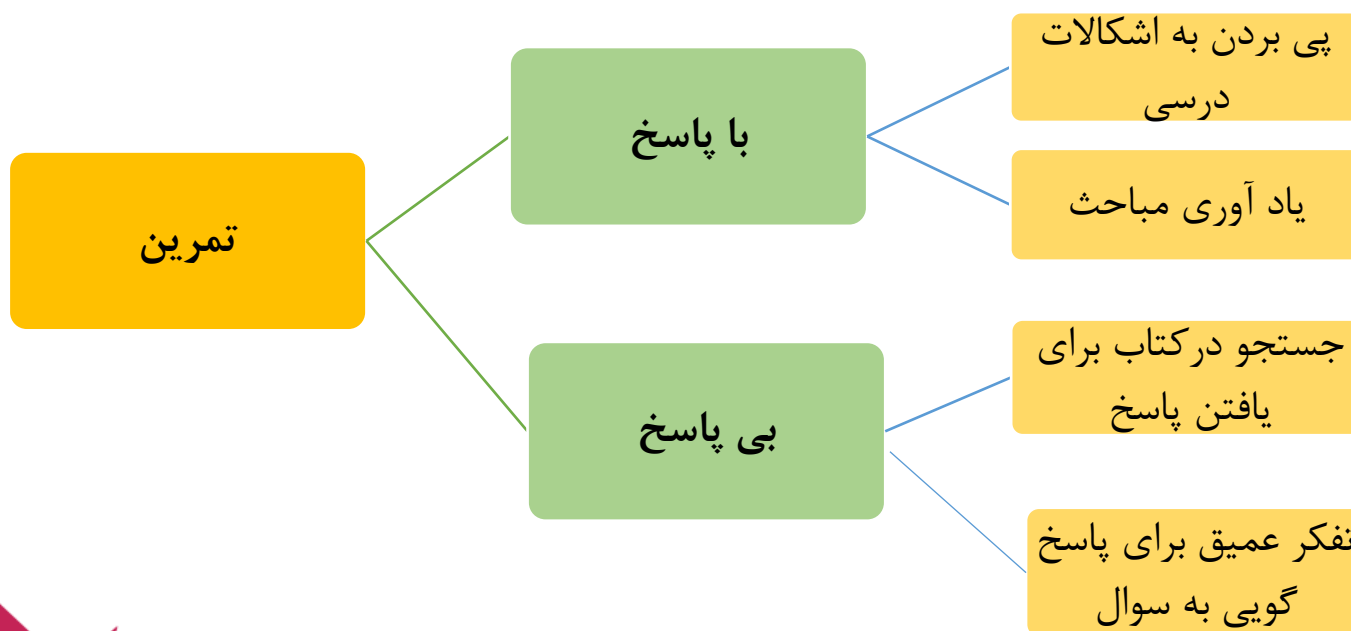 تمرین
با پاسخ
پی بردن به اشکالات
درسی
یاد آوری مباحث
بی پاسخ
جستجو درکتاب برای
یافتن پاسخ
تفکر عمیق برای پاسخ
گویی به سوال